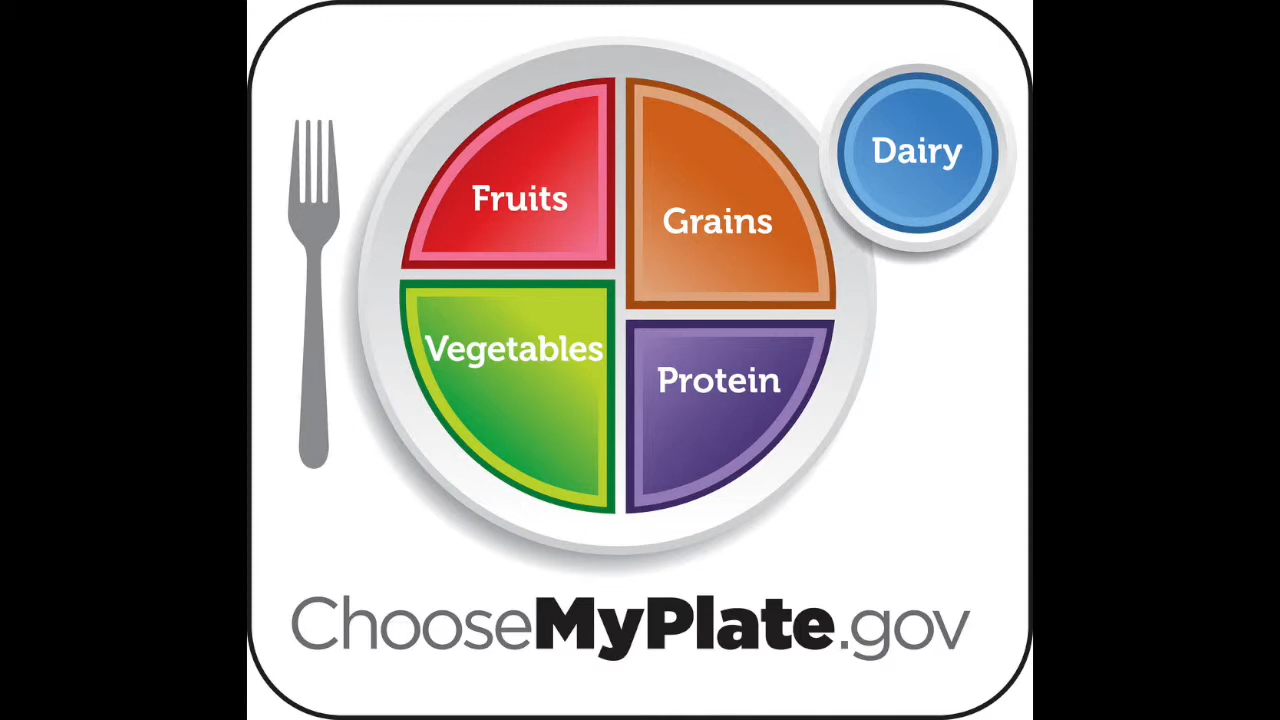 Fruits
Grains
Dairy
Vegetables
Protein
ChooseMyPlate.gov